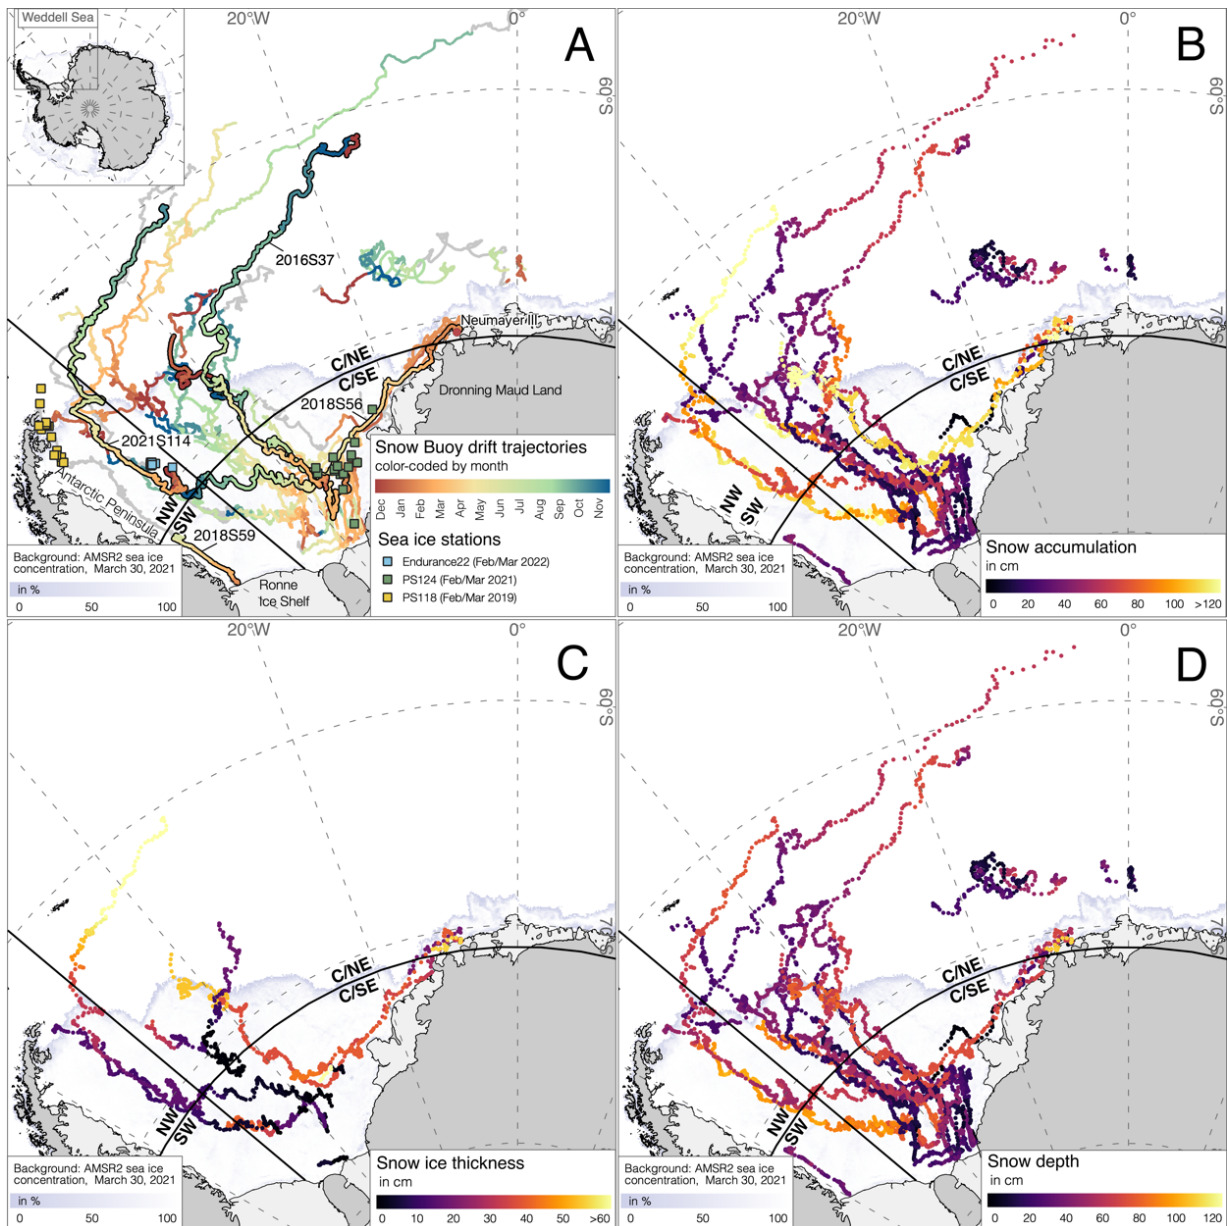 Weddell Sea
20°W
0°
A
60°S
2016S37
Neumayer III
70°S
C/NE
C/SE
Dronning Maud Land
2018S56
2021S114
Antarctic Peninsula
NW
SW
2018S59
Ronne
Ice Shelf
Snow Buoy drift trajectories
color-coded by month
Dec
Jan
Feb
Mar
Apr
May
Jun
Jul
Aug
Sep
Oct
Nov
Sea ice stations
Endurance22 (Feb/Mar 2022)
PS124 (Feb/Mar 2021)
PS118 (Feb/Mar 2019)
Background: AMSR2 sea ice
concentration, March 30, 2021
in %
0 50 100
20°W
0°
B
60°S
C/NE
C/SE
NW
SW
Background: AMSR2 sea ice
concentration, March 30, 2021
in %
0 50 100
Snow accumulation
in cm
0 20 40 60 80 100 >120
20°W
0°
C
60°S
C/NE
C/SE
NW
SW
Background: AMSR2 sea ice
concentration, March 30, 2021
in %
0 50 100
Snow ice thickness
in cm
0 10 20 30 40 50 >60
20°W
0°
D
60°S
C/NE
C/SE
NW
SW
Background: AMSR2 sea ice
concentration, March 30, 2021
in %
0 50 100
Snow depth
in cm
0 20 40 60 80 100 120